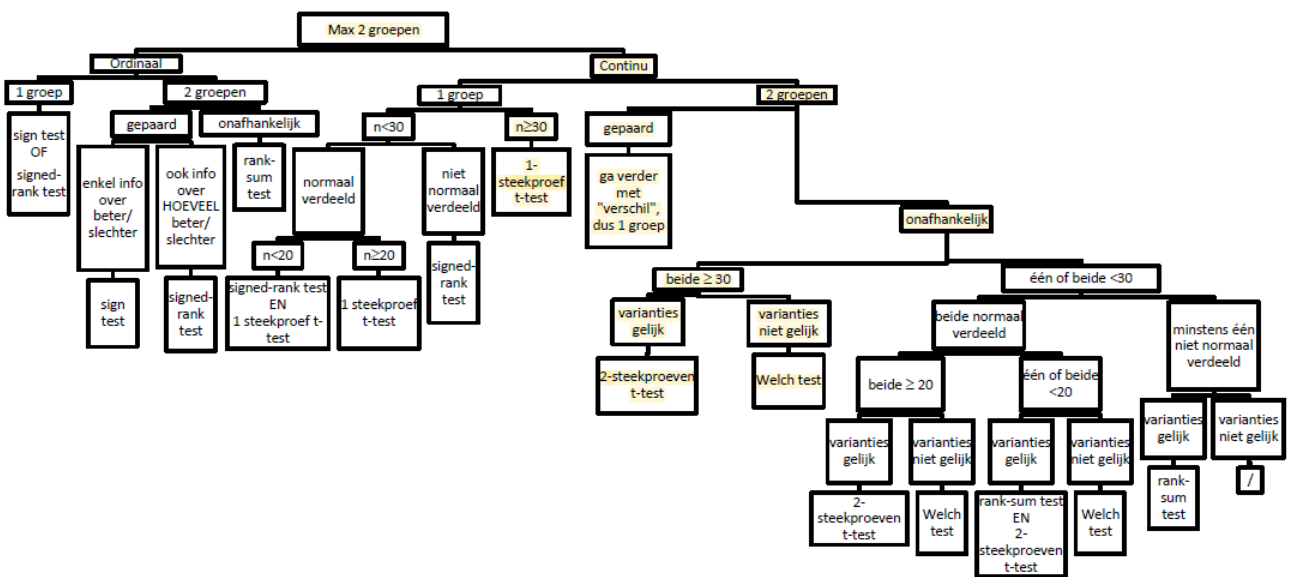 Max 2 groepen
Ordinaal
Continu
1 groep
2 groepen
1 groep
2 groepen
gepaard
onafhankelijk
n<30
n≥30
gepaard
sign test
OF
signed-
rank test
enkel info
over
beter/
slechter
ook info
over
HOEVEEL
beter/
slechter
rank-
sum
test
normaal
verdeeld
niet
normaal
verdeeld
1-
steekproef
t-test
ga verder
met
"verschil",
dus 1 groep
onafhankelijk
n<20
n≥20
signed-
rank
test
beide ≥ 30
één of beide <30
sign
test
signed-
rank
test
signed-rank test
EN
1 steekproef t-
test
1 steekproef
t-test
varianties
gelijk
varianties
niet gelijk
beide normaal
verdeeld
minstens één
niet normaal
verdeeld
2-steekproeven
t-test
Welch test
beide ≥ 20
één of beide
<20
varianties
gelijk
varianties
niet gelijk
varianties
gelijk
varianties
niet gelijk
varianties
gelijk
varianties
niet gelijk
rank-
sum
test
/
2-
steekproeven
t-test
Welch
test
rank-sum test
EN
2-
steekproeven
t-test
Welch
test